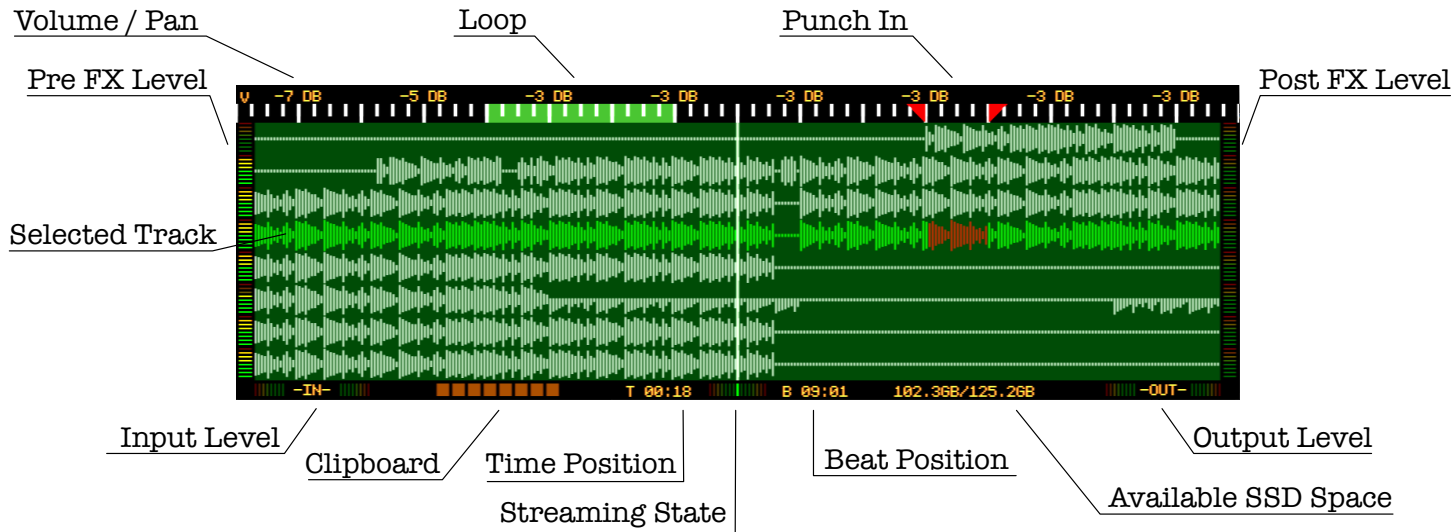 Volume / Pan
Loop
Punch In
Pre FX Level
Post FX Level
V -7 DB -5 DB -3 DB -3 DB -3 DB -3 DB -3 DB -3 DB
Selected Track
-IN- T 00:18 B 09:01 102.3GB/125.2GB -OUT-
Input Level
Clipboard
Time Position
Beat Position
Output Level
Streaming State
Available SSD Space